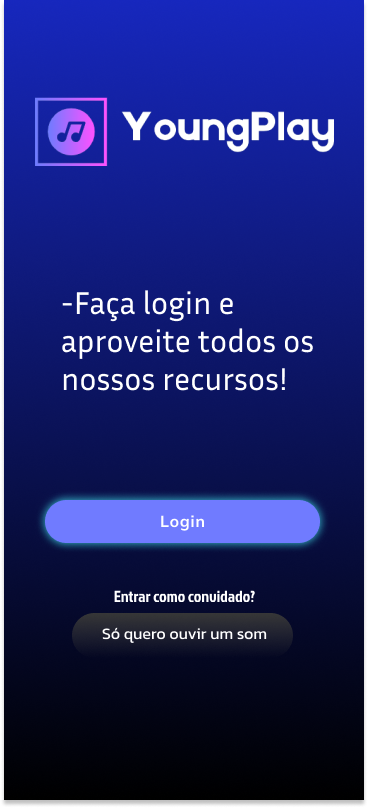 YoungPlay
-Faça login e
aproveite todos os
nossos recursos!
Login
Entrar como convidado?
Só quero ouvir um som